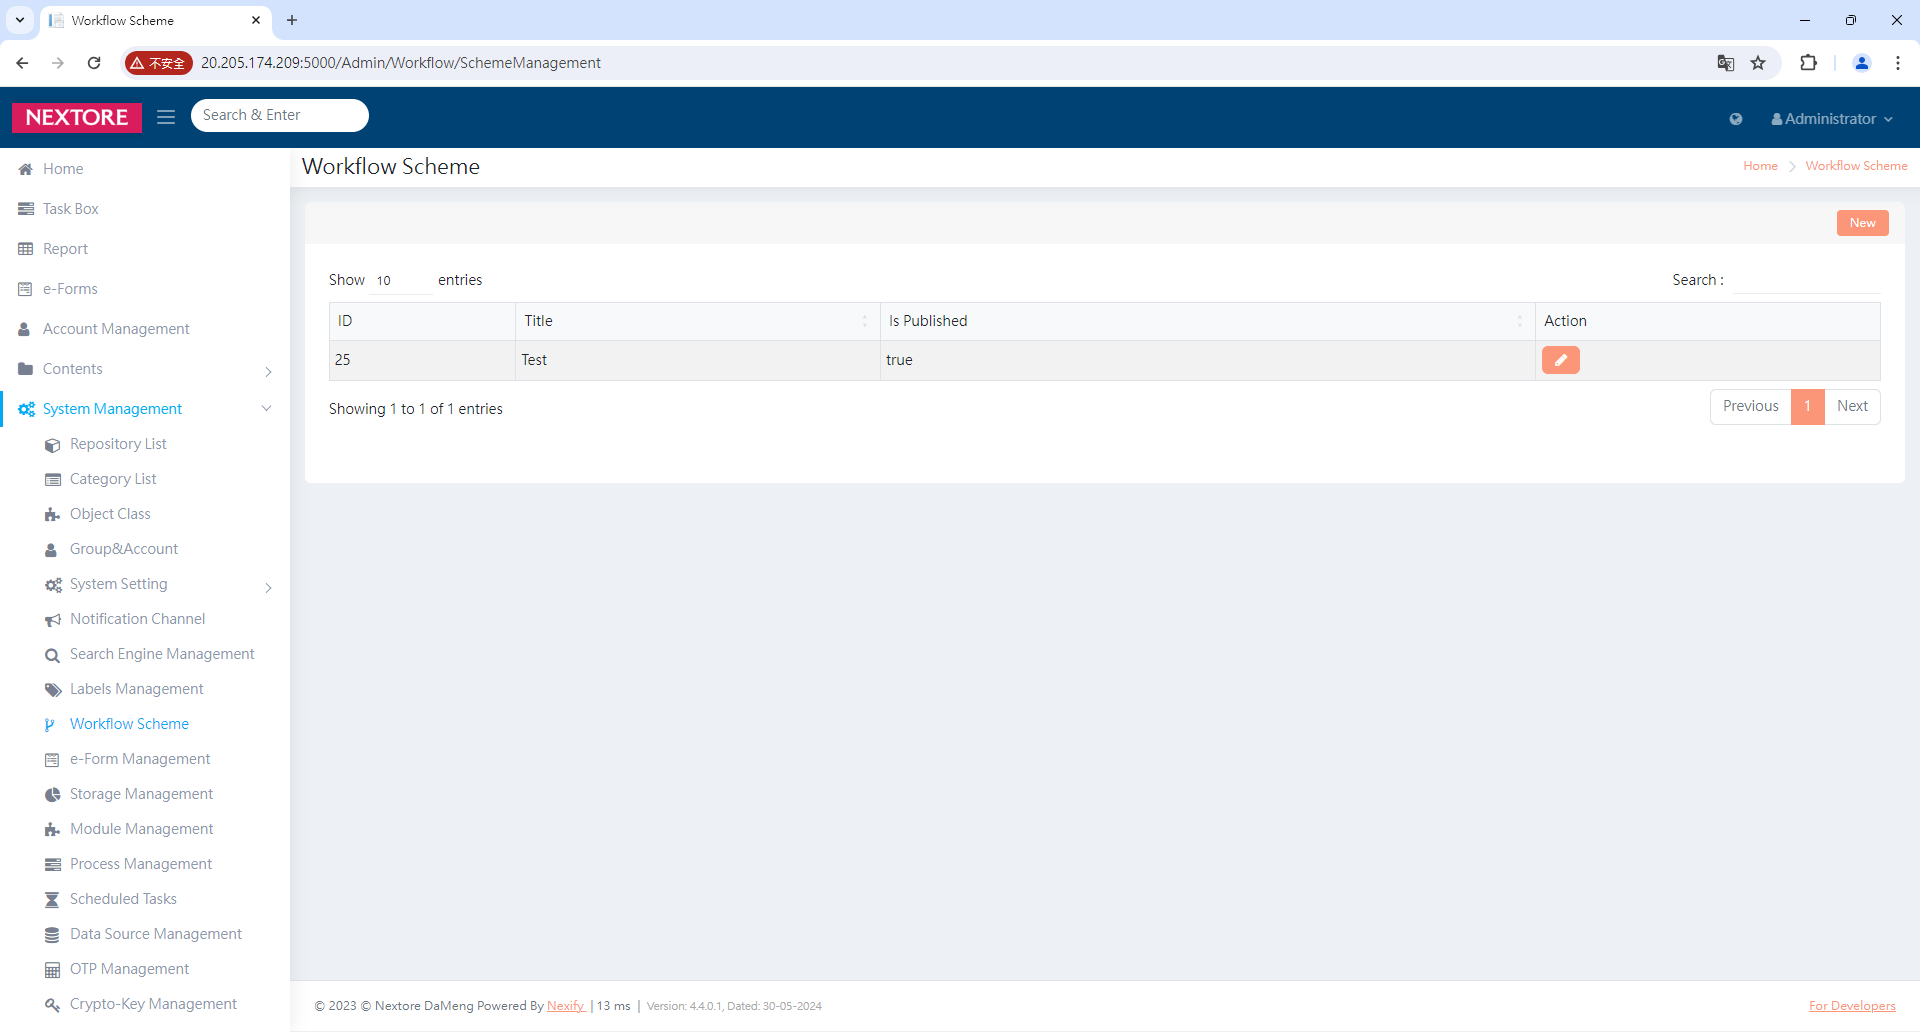 Workflow Scheme
不安全 20.205.174.209:5000/Admin/Workflow/SchemeManagement
NEXTORE Search & Enter Administrator
Home
Task Box
Report
e-Forms
Account Management
Contents
System Management
Repository List
Category List
Object Class
Group&Account
System Setting
Notification Channel
Search Engine Management
Labels Management
Workflow Scheme
e-Form Management
Storage Management
Module Management
Process Management
Scheduled Tasks
Data Source Management
OTP Management
Crypto-Key Management
Workflow Scheme Home Workflow Scheme
New
Show 10 entries Search :
ID Title Is Published Action
25 Test true
Showing 1 to 1 of 1 entries Previous 1 Next
© 2023 © Nextore DaMeng Powered By Nexify | 13 ms | Version: 4.4.0.1, Dated: 30-05-2024 For Developers